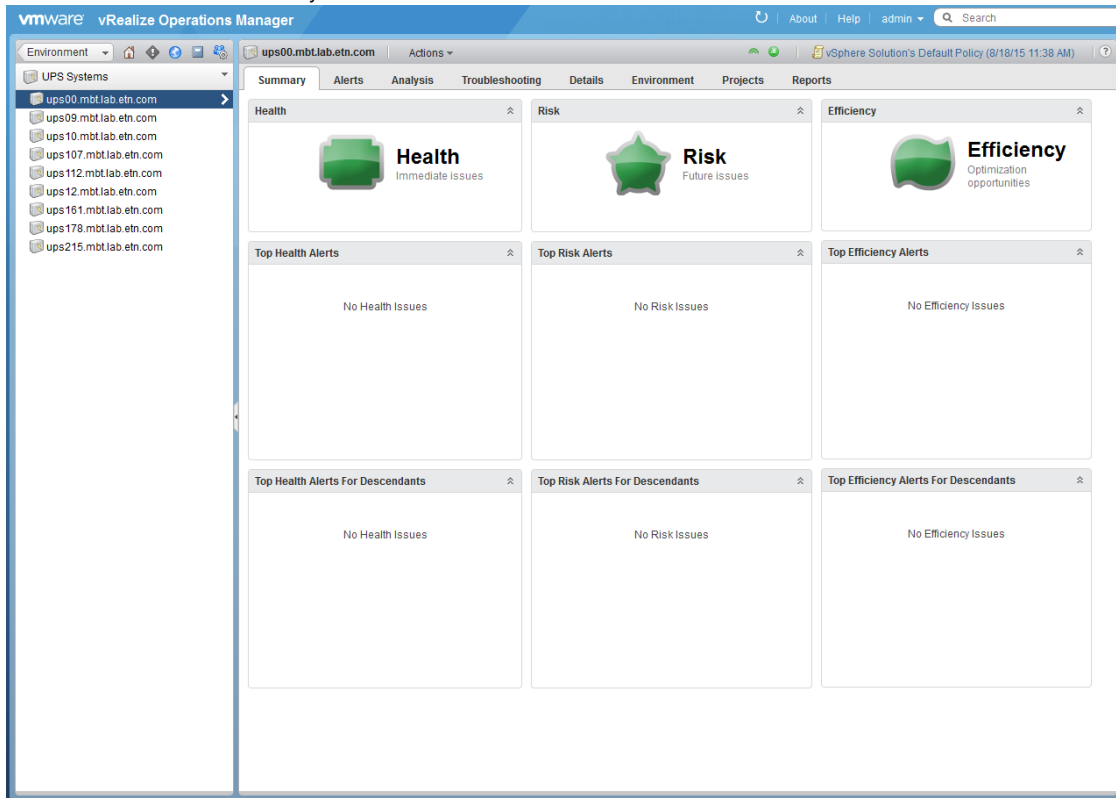 vmware vRealize Operations Manager
About Help admin Search
Environment
ups00.mbt.lab.etn.com Actions
vSphere Solution's Default Policy (8/18/15 11:38 AM) ?
UPS Systems
ups00.mbt.lab.etn.com
ups09.mbt.lab.etn.com
ups10.mbt.lab.etn.com
ups107.mbt.lab.etn.com
ups112.mbt.lab.etn.com
ups12.mbt.lab.etn.com
ups161.mbt.lab.etn.com
ups178.mbt.lab.etn.com
ups215.mbt.lab.etn.com
Summary Alerts Analysis Troubleshooting Details Environment Projects Reports
Health
Health
Immediate issues
Risk
Risk
Future issues
Efficiency
Efficiency
Optimization
opportunities
Top Health Alerts
No Health Issues
Top Risk Alerts
No Risk Issues
Top Efficiency Alerts
No Efficiency Issues
Top Health Alerts For Descendants
No Health Issues
Top Risk Alerts For Descendants
No Risk Issues
Top Efficiency Alerts For Descendants
No Efficiency Issues